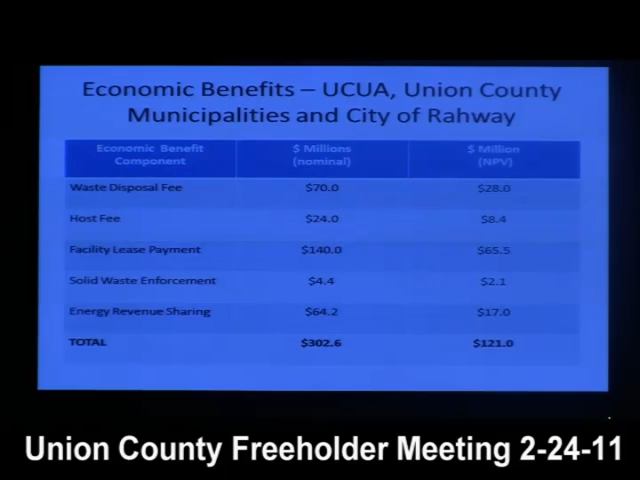 Economic Benefits – UCUA, Union County
Municipalities and City of Rahway
Economic Benefit Component $ Millions (nominal) $ Million (NPV)
Waste Disposal Fee $70.0 $28.0
Host Fee $24.0 $8.4
Facility Lease Payment $140.0 $65.5
Solid Waste Enforcement $4.4 $2.1
Energy Revenue Sharing $64.2 $17.0
TOTAL $302.6 $121.0
Union County Freeholder Meeting 2-24-11